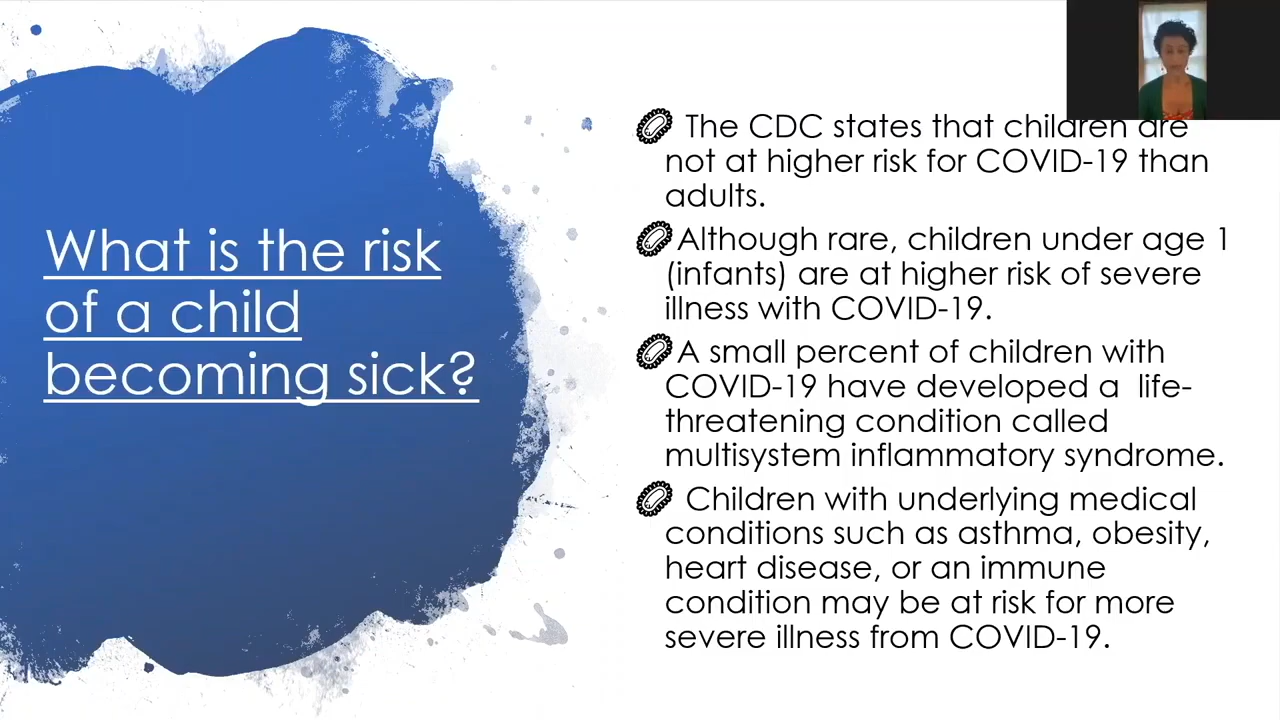 What is the risk
of a child
becoming sick?
The CDC states that children are
not at higher risk for COVID-19 than
adults.
Although rare, children under age 1
(infants) are at higher risk of severe
illness with COVID-19.
A small percent of children with
COVID-19 have developed a life-
threatening condition called
multisystem inflammatory syndrome.
Children with underlying medical
conditions such as asthma, obesity,
heart disease, or an immune
condition may be at risk for more
severe illness from COVID-19.